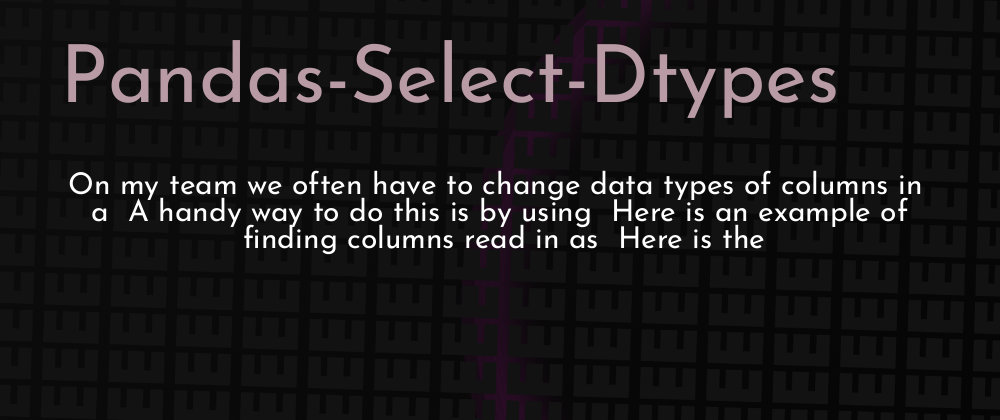 Pandas-Select-Dtypes
On my team we often have to change data types of columns in
a  A handy way to do this is by using  Here is an example of
finding columns read in as  Here is the